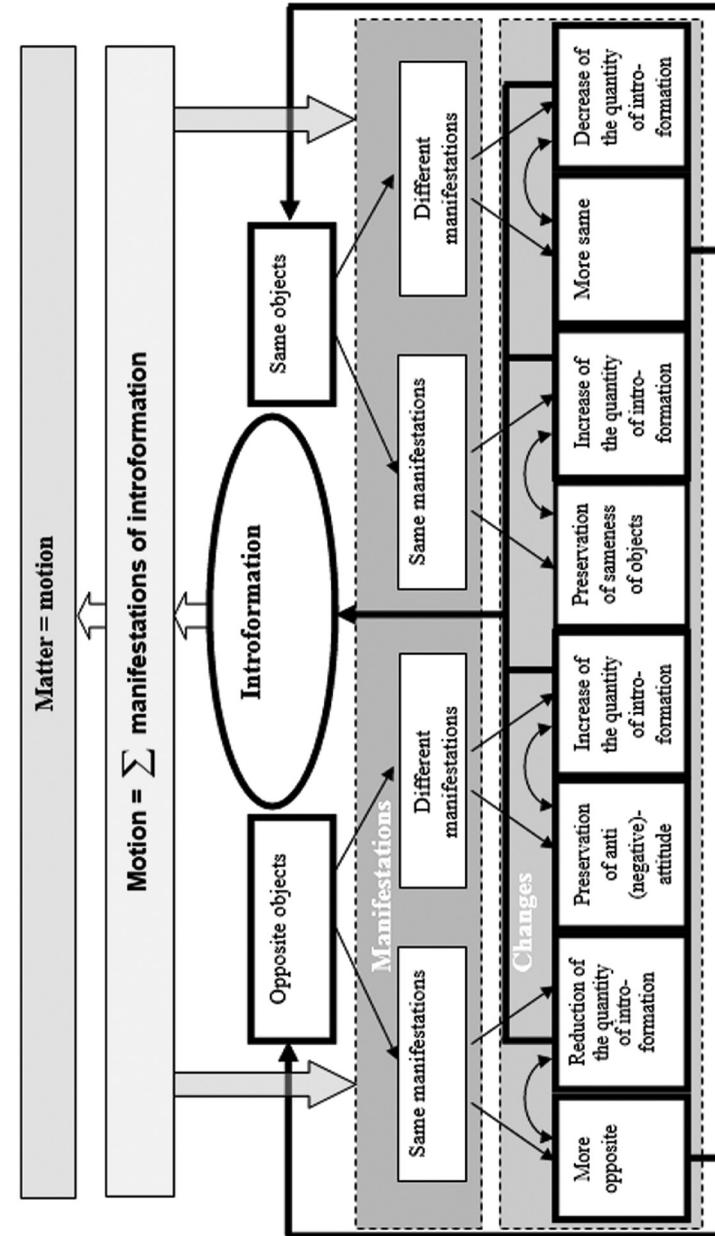 Matter = motion
Motion = ∑ manifestations of introformation
Introformation
Opposite objects
Same objects
Manifestations
Same manifestations
Different
manifestations
Same manifestations
Different
manifestations
Changes
More
opposite
Reduction of
the quantity
of intro-
formation
Preservation
of anti
(negative)-
attitude
Increase of
the quantity
of intro-
formation
Preservation
of sameness
of objects
Increase of
the quantity
of intro-
formation
More same
Decrease of
the quantity
of intro-
formation